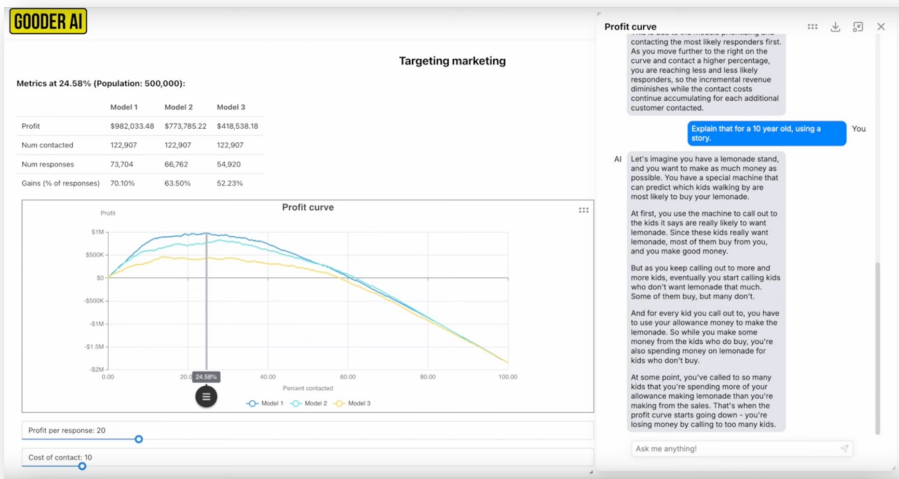 GOODER AI
Targeting marketing
Metrics at 24.58% (Population: 500,000):
Model 1 Model 2 Model 3
Profit $982,033.48 $773,785.22 $418,538.18
Num contacted 122,907 122,907 122,907
Num responses 73,704 66,762 54,920
Gains (% of responses) 70.10% 63.50% 52.23%
Profit curve
Profit
$1M
$500K
$0
-$500K
-$1M
-$1.5M
-$2M
0.00 20.0 24.58% 40.00 60.00 80.00 100.00
Percent contacted
Model 1 Model 2 Model 3
Profit per response: 20
Cost of contact: 10
Profit curve
contacting the most likely responders first.
As you move further to the right on the
curve and contact a higher percentage,
you are reaching less and less likely
responders, so the incremental revenue
diminishes while the contact costs
continue accumulating for each additional
customer contacted.
Explain that for a 10 year old, using a
story.
You
AI
Let's imagine you have a lemonade stand,
and you want to make as much money as
possible. You have a special machine that
can predict which kids walking by are
most likely to buy your lemonade.
At first, you use the machine to call out to
the kids it says are really likely to want
lemonade. Since these kids really want
lemonade, most of them buy from you,
and you make good money.
But as you keep calling out to more and
more kids, eventually you start calling kids
who don't want lemonade that much.
Some of them buy, but many don't.
And for every kid you call out to, you have
to use your allowance money to make the
lemonade. So while you make some
money from the kids who do buy, you're
also spending money on lemonade for
kids who don't buy.
At some point, you've called to so many
kids that you're spending more of your
allowance making lemonade than you're
making from the sales. That's when the
profit curve starts going down - you're
losing money by calling to too many kids.
Ask me anything!